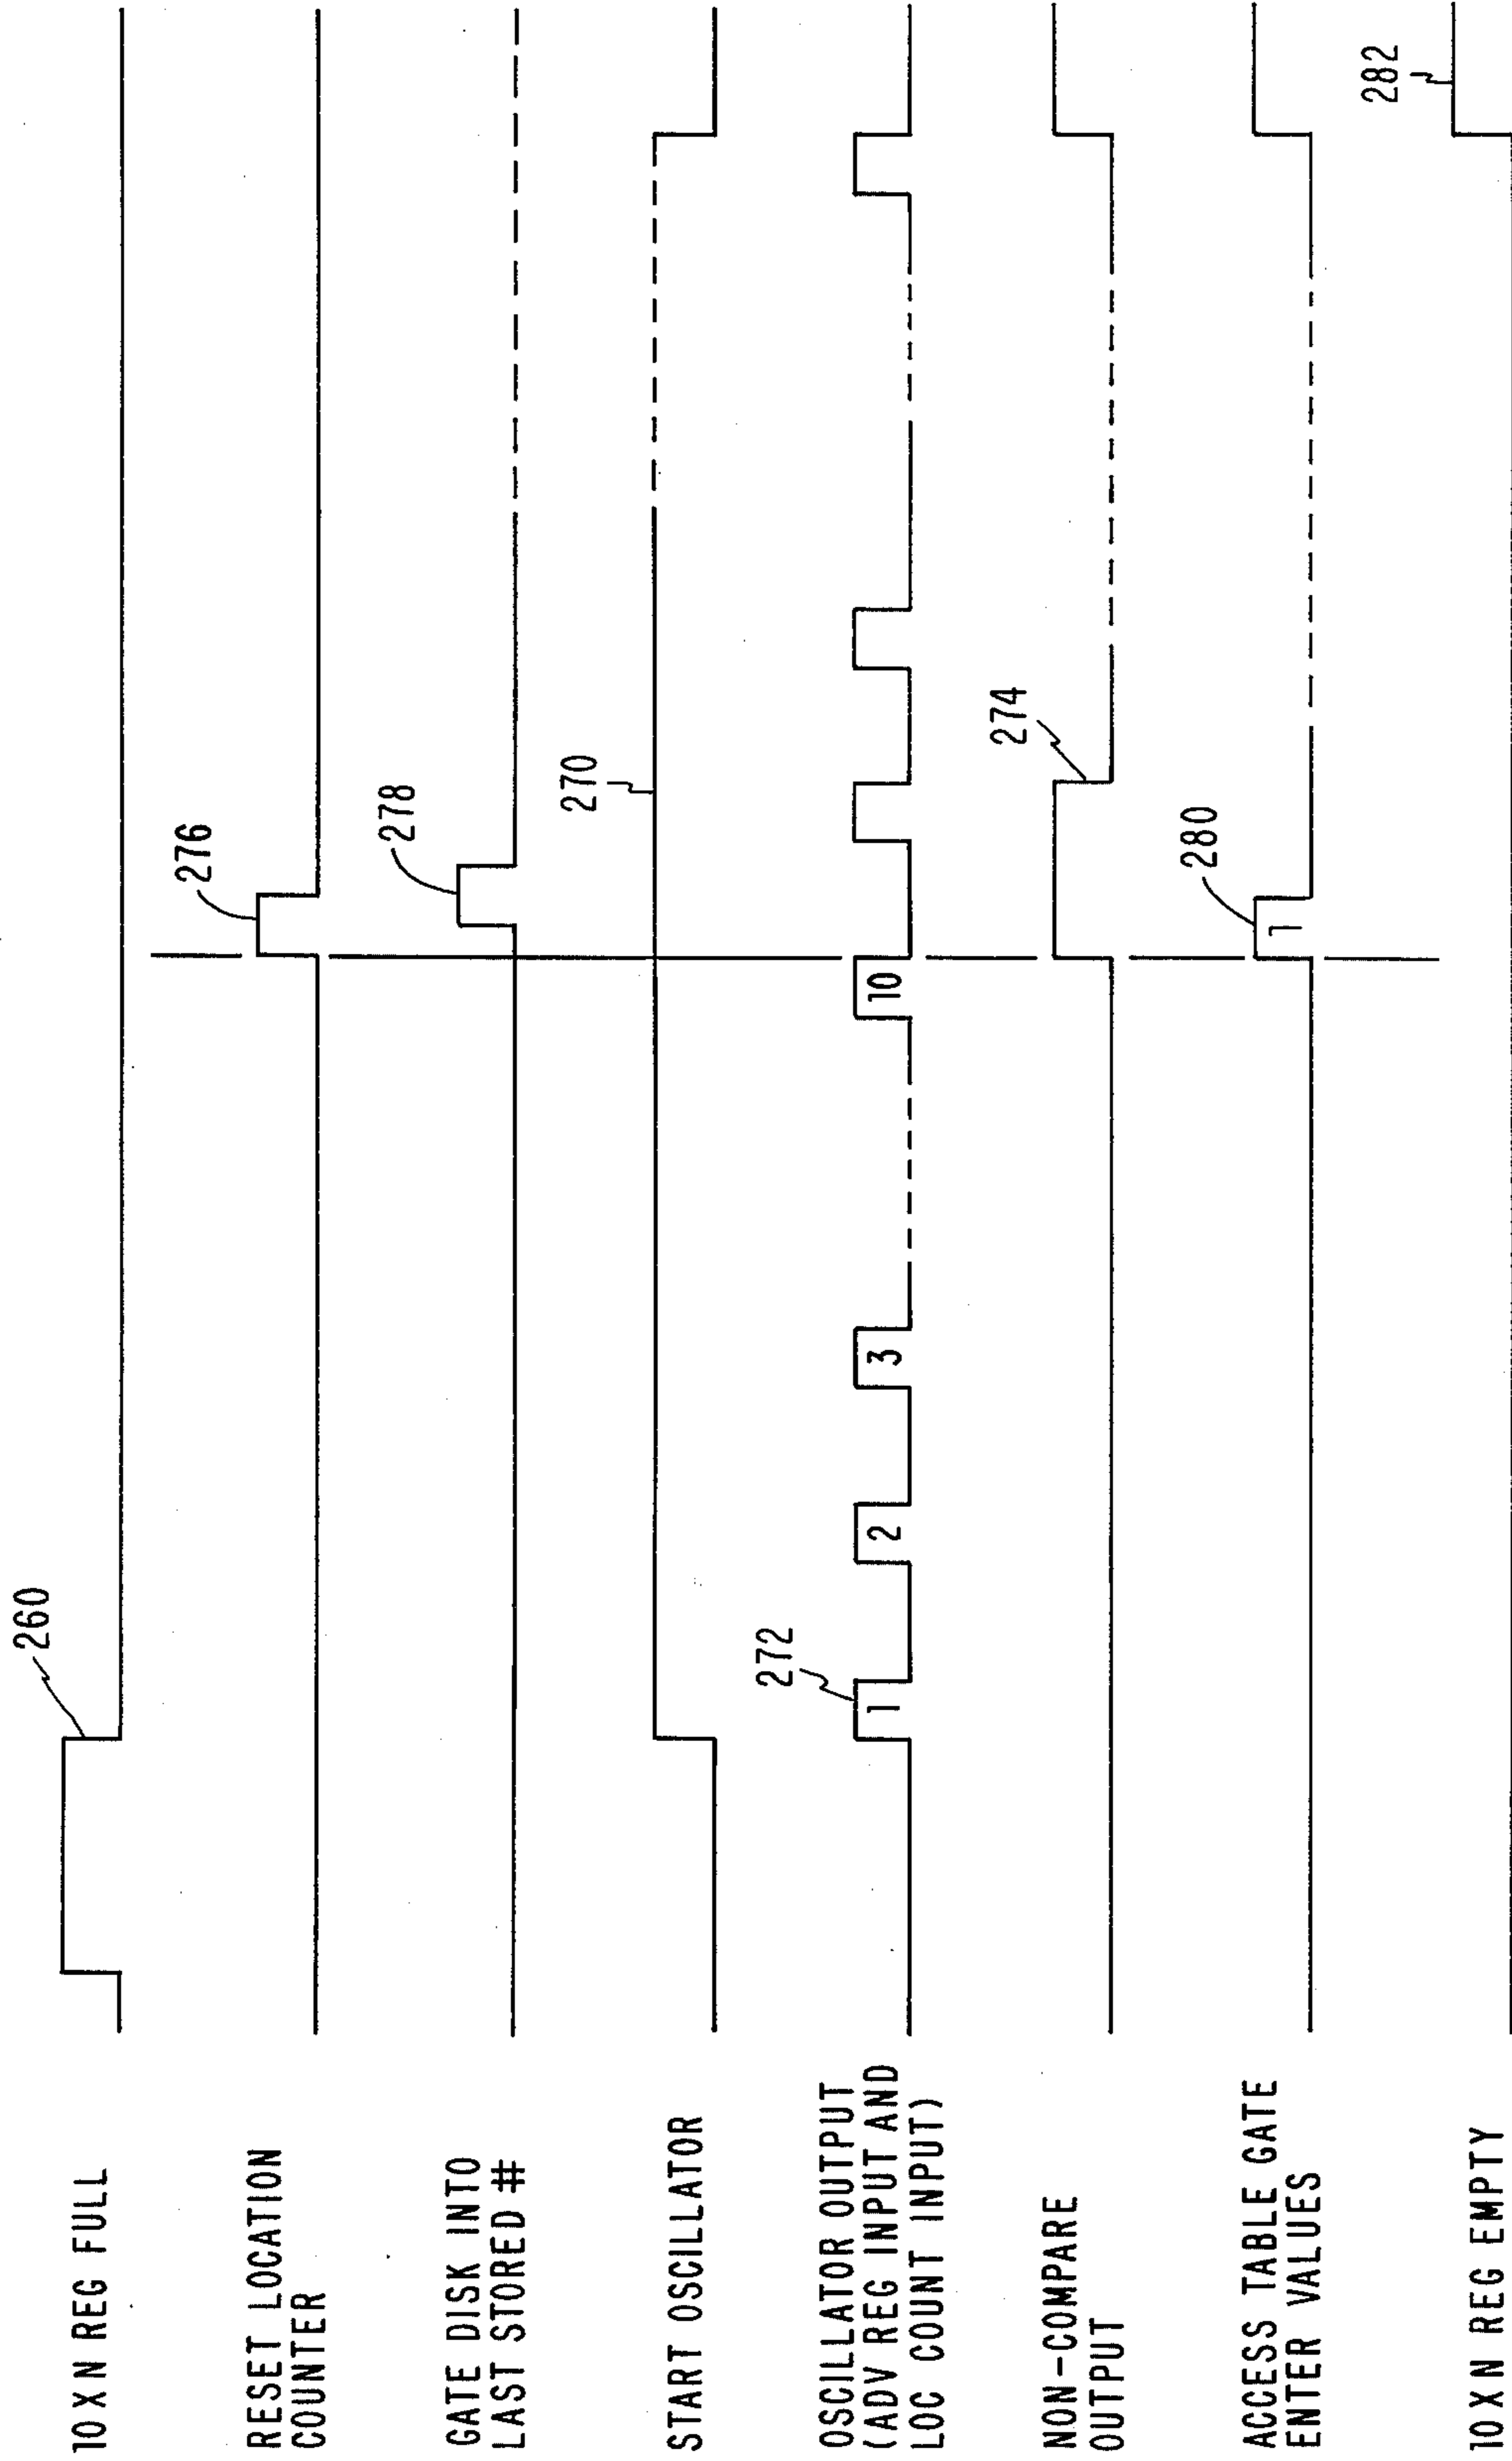 10 X N REG FULL
260
RESET LOCATION
COUNTER
276
GATE DISK INTO
LAST STORED #
278
START OSCILLATOR
270
OSCILLATOR OUTPUT
(ADV REG INPUT AND
LOC COUNT INPUT)
272
1
2
3
10
NON-COMPARE
OUTPUT
274
ACCESS TABLE GATE
ENTER VALUES
280
1
10 X N REG EMPTY
282